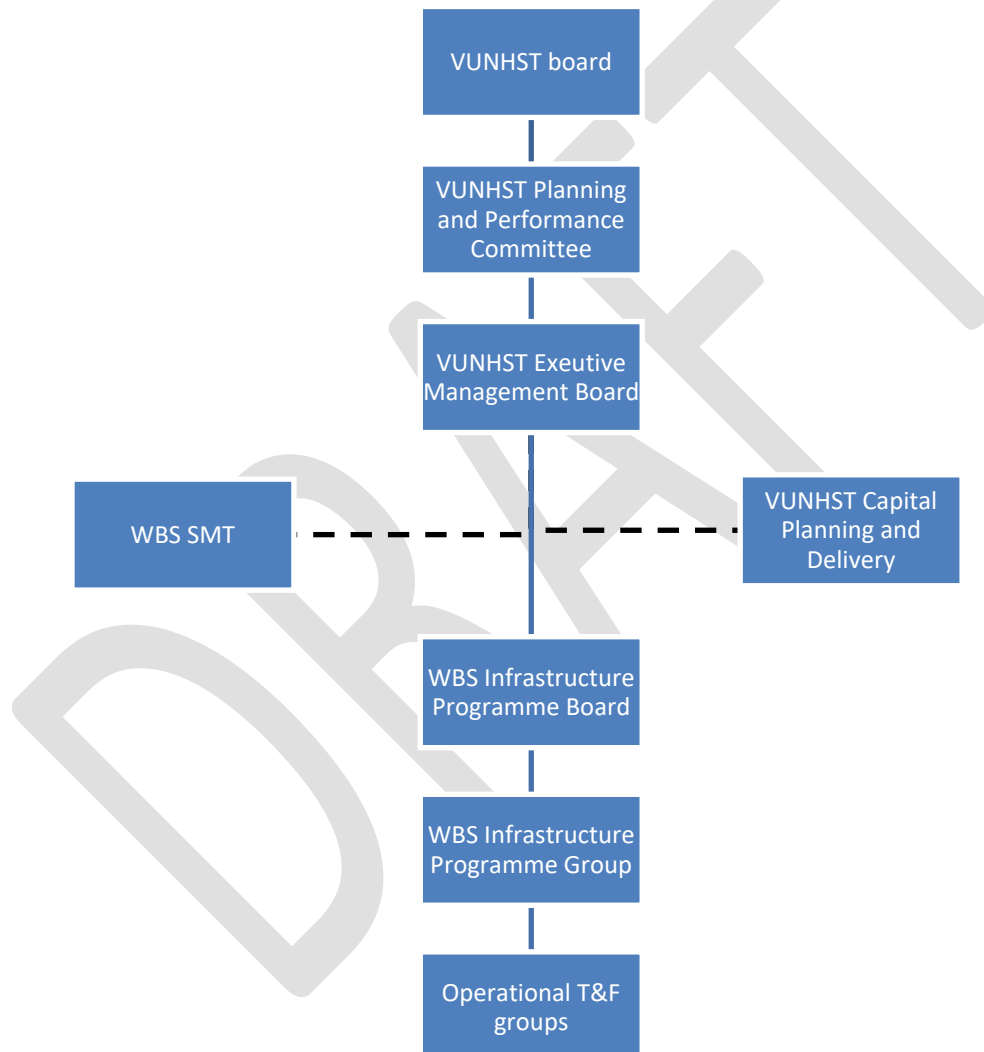 VUNHST board
VUNHST Planning
and Performance
Committee
VUNHST Exeutive
Management Board
WBS SMT
VUNHST Capital
Planning and
Delivery
WBS Infrastructure
Programme Board
WBS Infrastructure
Programme Group
Operational T&F
groups
DRAFT